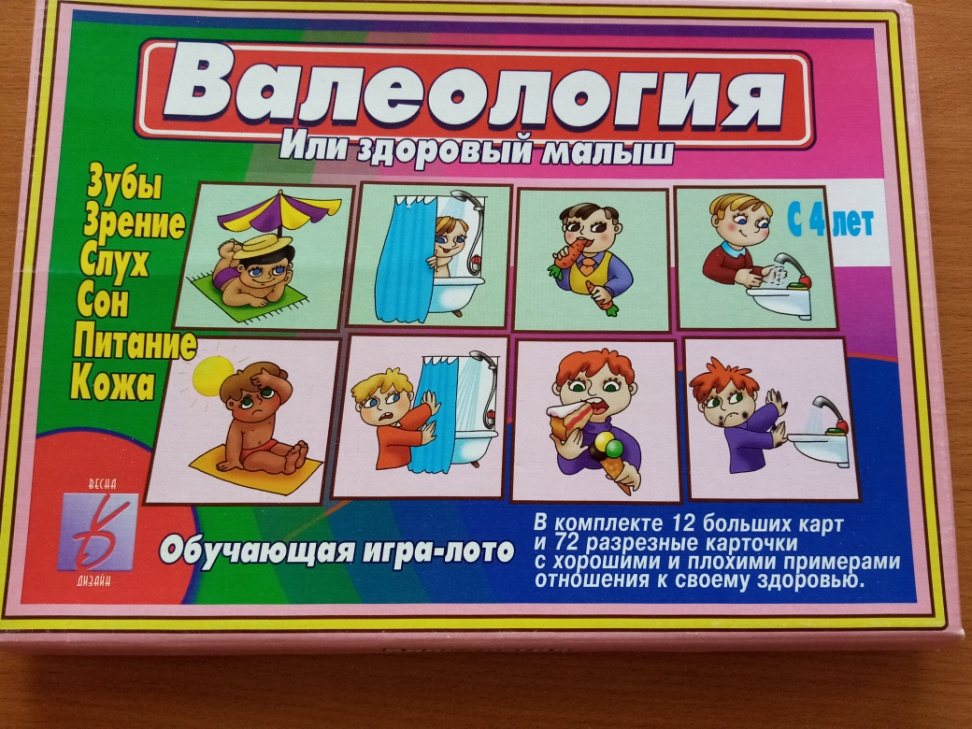 Валеология
Или здоровый малыш
Зубы
Зрение
Слух
Сон
Питание
Кожа
С 4 лет
ВЕСНА
ДИЗАЙН
Обучающая игра-лото
В комплекте 12 больших карт
и 72 разрезные карточки
с хорошими и плохими примерами
отношения к своему здоровью.